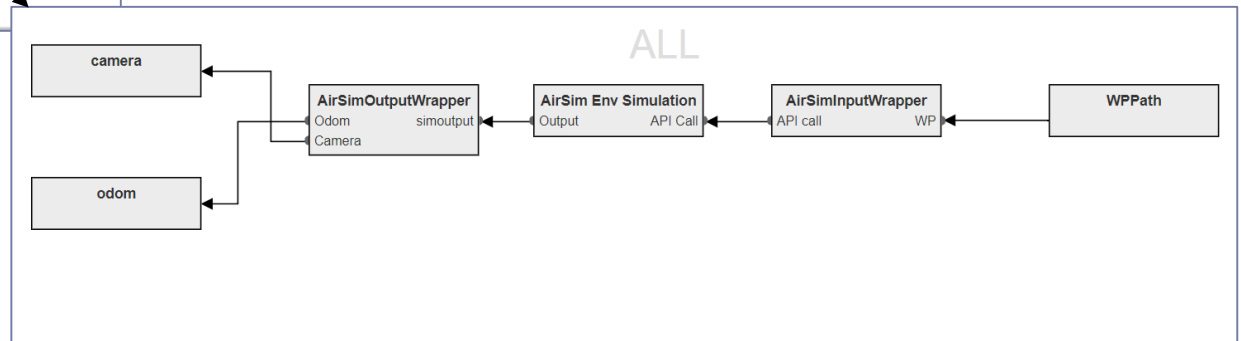 ALL
camera
AirSimOutputWrapper
Odom simoutput
Camera
AirSim Env Simulation
Output API Call
AirSimInputWrapper
API call WP
WPPath
odom